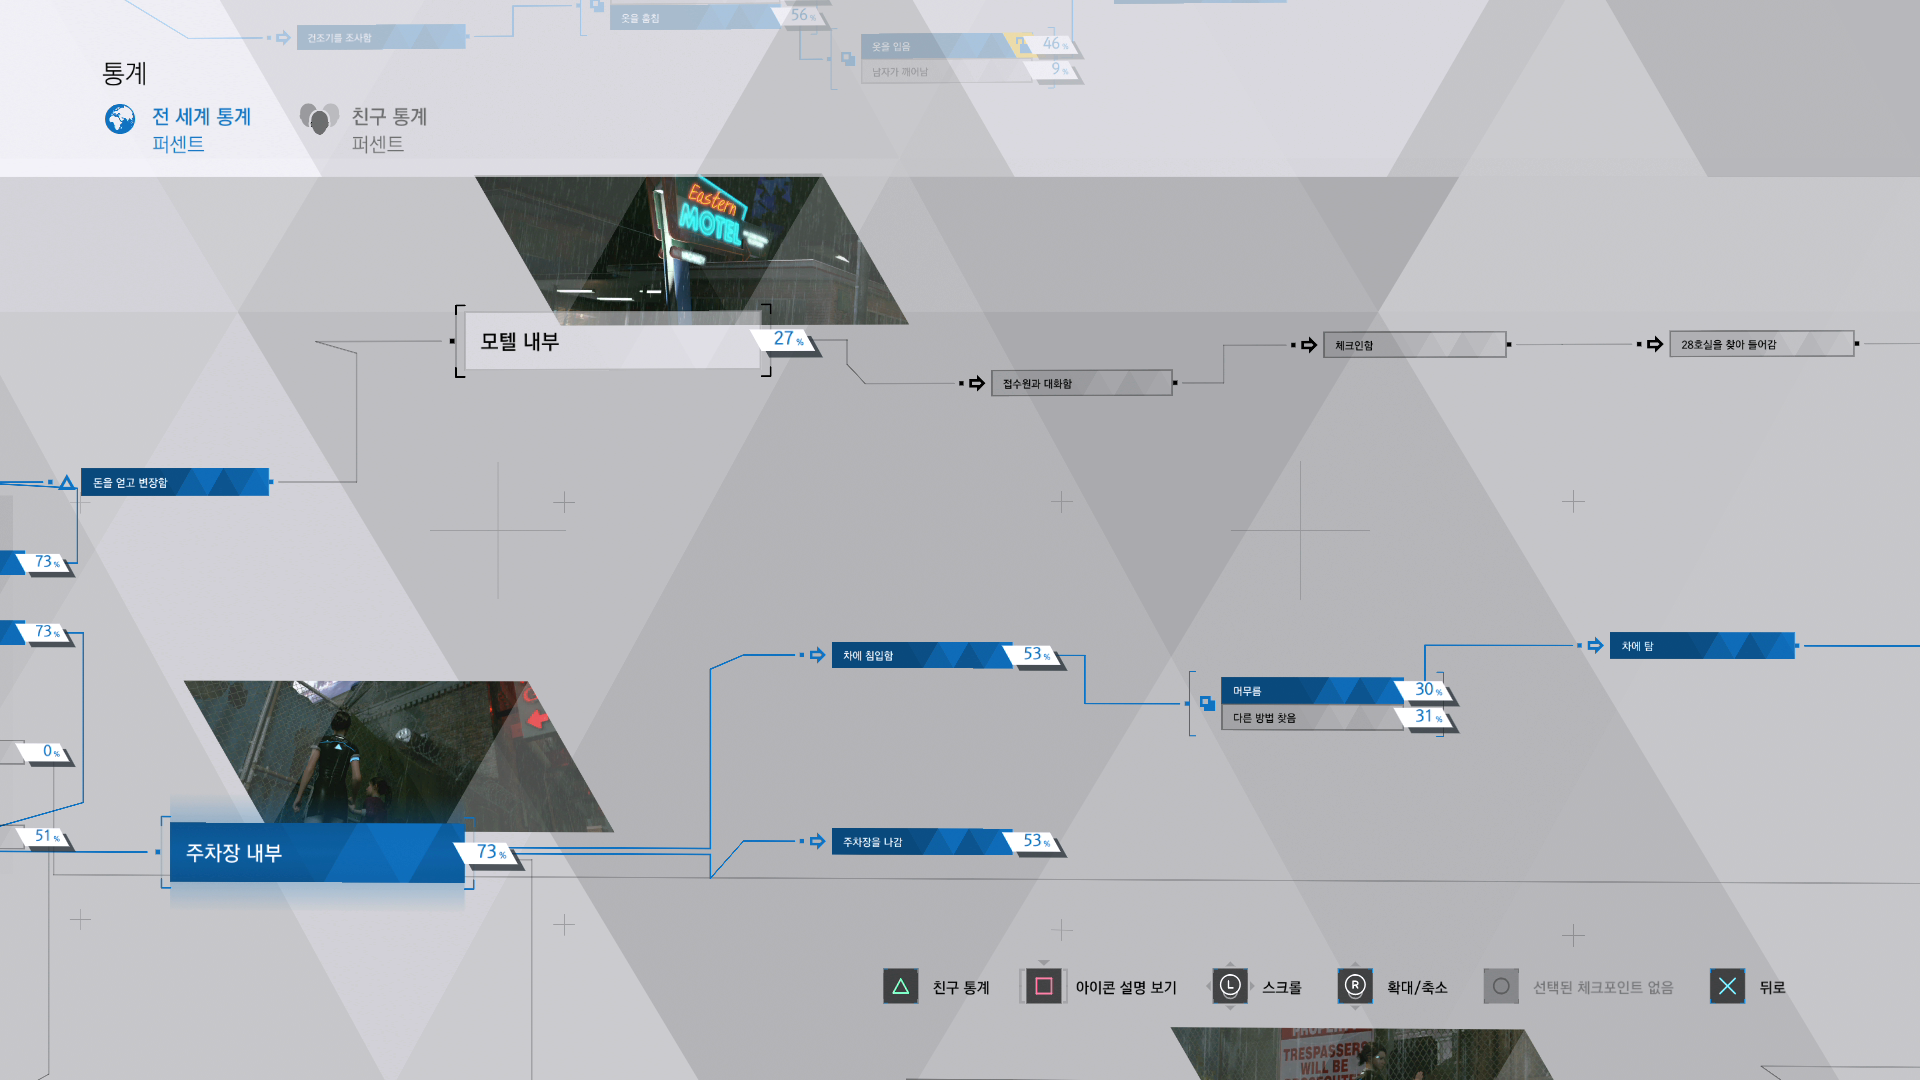 옷을 훔침
56%
건조기를 조사함
옷을 입음
46%
남자가 깨어남
9%
통계
전 세계 통계
퍼센트
친구 통계
퍼센트
Eastern
MOTEL
모텔 내부
27%
접수원과 대화함
체크인함
28호실을 찾아 들어감
돈을 얻고 변장함
73%
73%
차에 침입함
53%
차에 탐
머무름
30%
다른 방법 찾음
31%
0%
51%
주차장 내부
73%
주차장을 나감
53%
친구 통계
아이콘 설명 보기
L
스크롤
R
확대/축소
선택된 체크포인트 없음
뒤로
TRESPASSERS
WILL BE